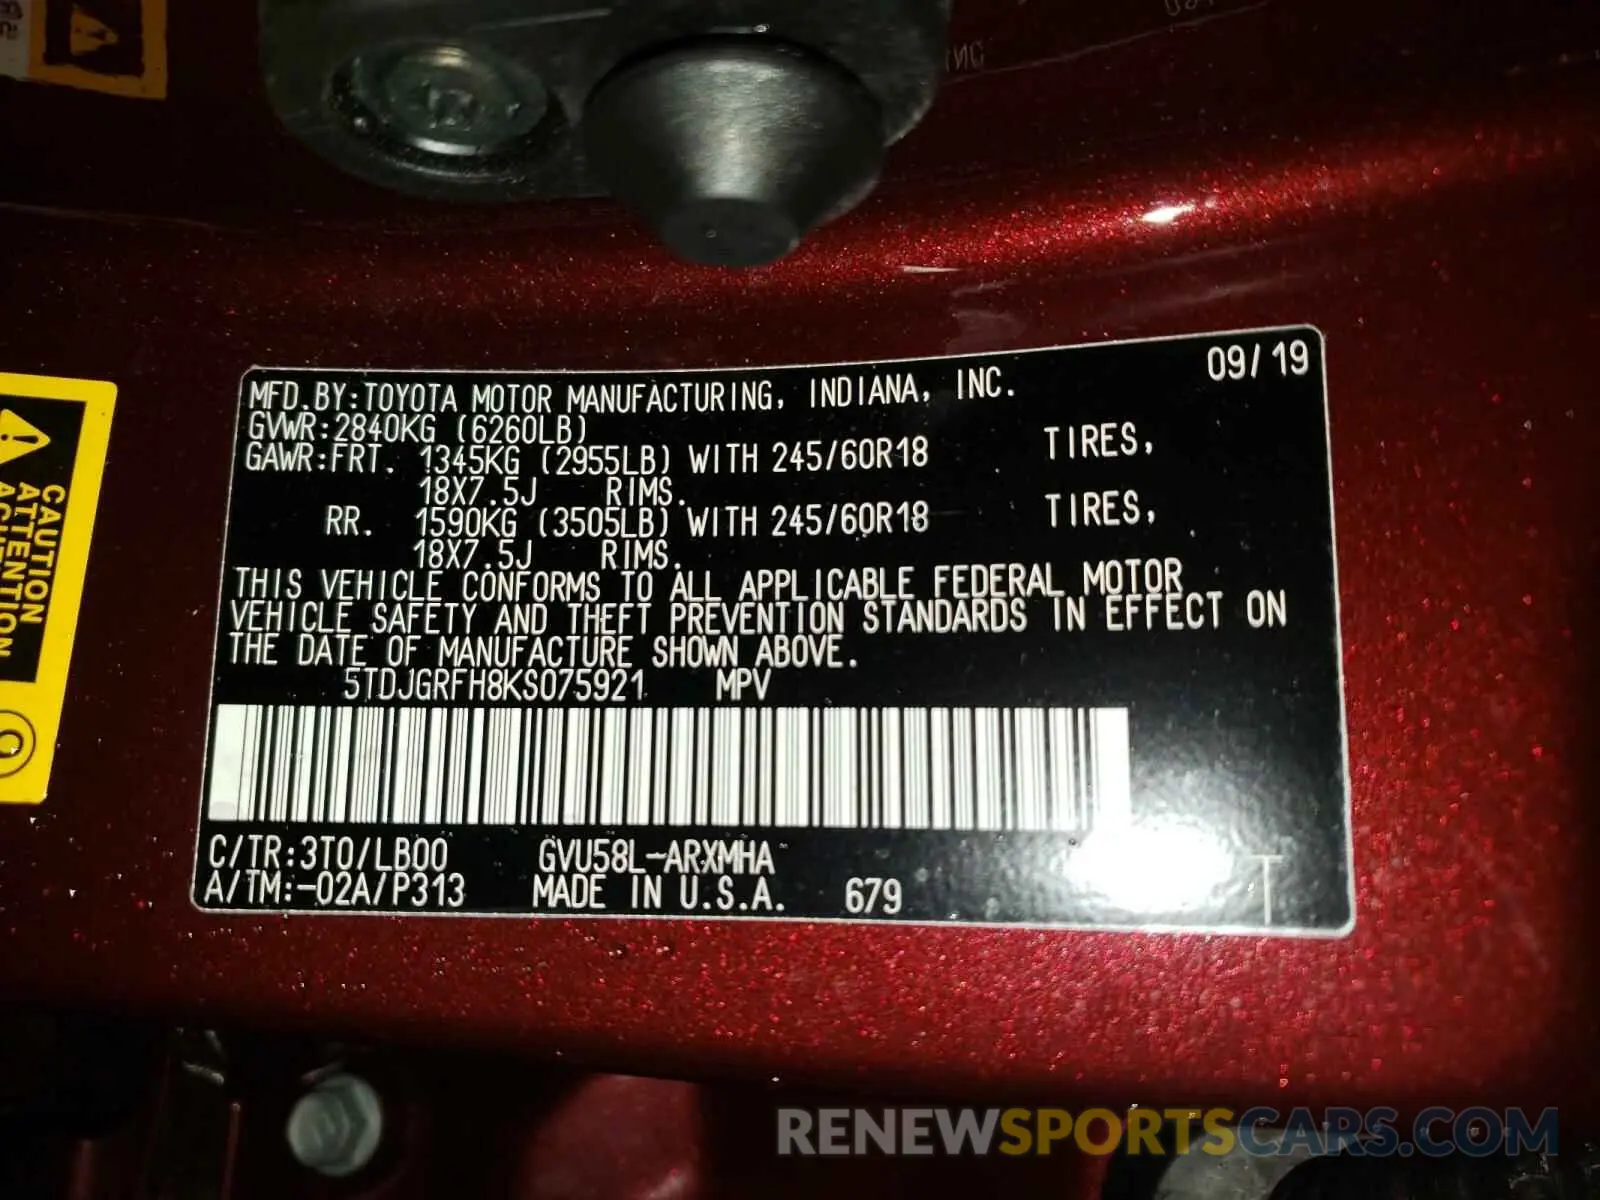 09/19
MFD.BY:TOYOTA MOTOR MANUFACTURING, INDIANA, INC.
GVWR:2840KG (6260LB)
GAWR:FRT. 1345KG (2955LB) WITH 245/60R18 TIRES,
18X7.5J RIMS.
RR. 1590KG (3505LB) WITH 245/60R18 TIRES,
18X7.5J RIMS.
THIS VEHICLE CONFORMS TO ALL APPLICABLE FEDERAL MOTOR
VEHICLE SAFETY AND THEFT PREVENTION STANDARDS IN EFFECT ON
THE DATE OF MANUFACTURE SHOWN ABOVE.
5TDJGRFH8KS075921 MPV
C/TR:3T0/LB00 GVU58L-ARXMHA
A/TM:-02A/P313 MADE IN U.S.A. 679 T
CAUTION
ATTENTION
RENEWSPORTSCARS.COM